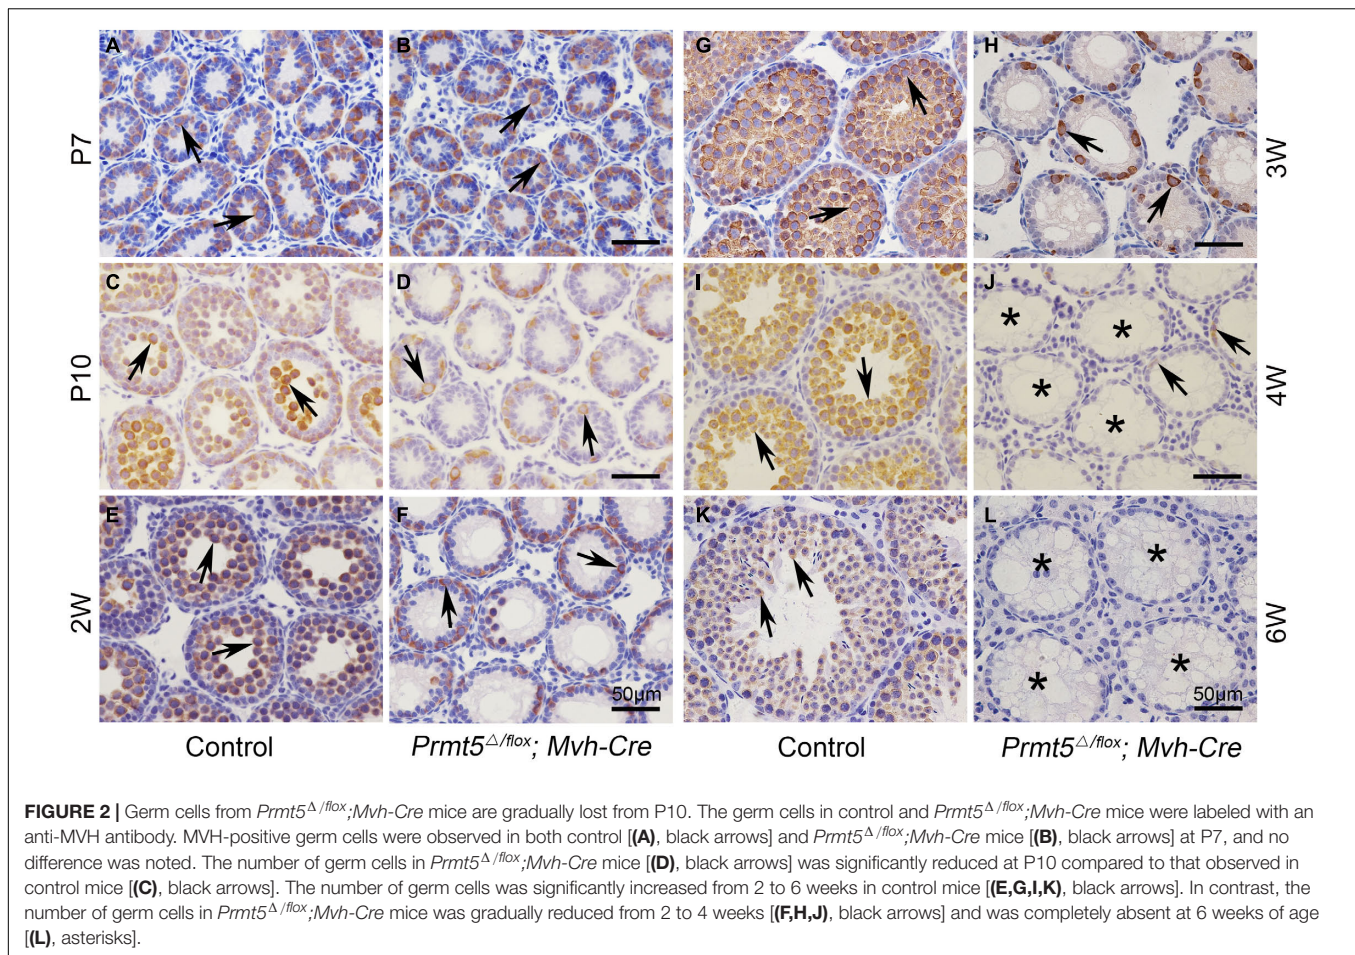 A
B
G
H
P7
3W
C
D
I
J
*
*
*
*
P10
4W
E
F
K
L
*
*
*
*
2W
6W
50μm
50μm
Control
Prmt5△/flox; Mvh-Cre
Control
Prmt5△/flox; Mvh-Cre
FIGURE 2 | Germ cells from Prmt5Δ/flox;Mvh-Cre mice are gradually lost from P10. The germ cells in control and Prmt5Δ/flox;Mvh-Cre mice were labeled with an
anti-MVH antibody. MVH-positive germ cells were observed in both control [(A), black arrows] and Prmt5Δ/flox;Mvh-Cre mice [(B), black arrows] at P7, and no
difference was noted. The number of germ cells in Prmt5Δ/flox;Mvh-Cre mice [(D), black arrows] was significantly reduced at P10 compared to that observed in
control mice [(C), black arrows]. The number of germ cells was significantly increased from 2 to 6 weeks in control mice [(E,G,I,K), black arrows]. In contrast, the
number of germ cells in Prmt5Δ/flox;Mvh-Cre mice was gradually reduced from 2 to 4 weeks [(F,H,J), black arrows] and was completely absent at 6 weeks of age
[(L), asterisks].